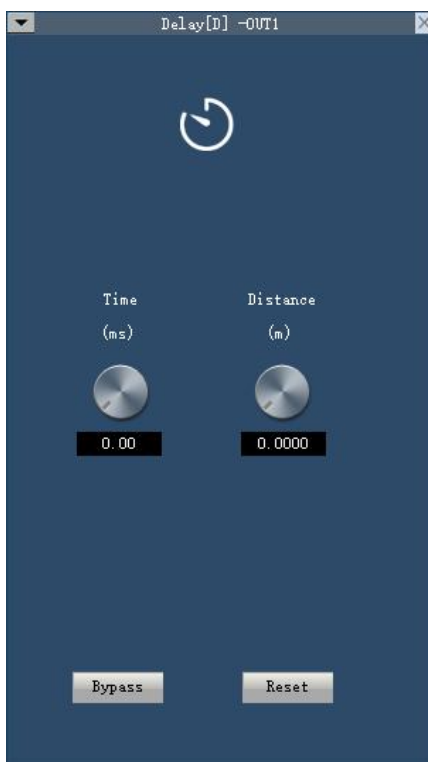 Delay[D] -OUT1
Time
Distance
(ms)
(m)
0.00
0.0000
Bypass
Reset